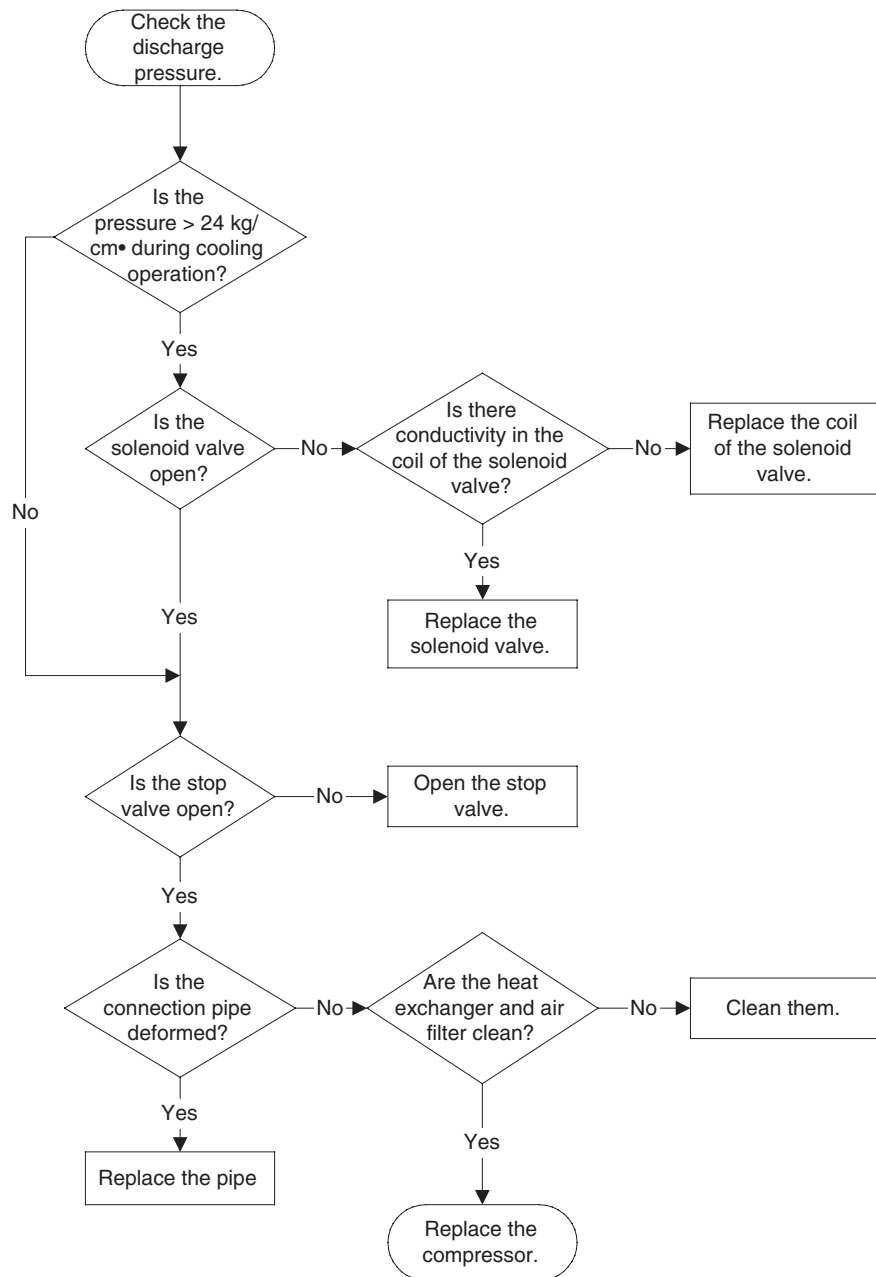 Check the
discharge
pressure.
Is the
pressure > 24 kg/
cm• during cooling
operation?
Yes
No
Is the
solenoid valve
open?
No
Is there
conductivity in the
coil of the solenoid
valve?
No
Replace the coil
of the solenoid
valve.
Yes
Replace the
solenoid valve.
Yes
Is the stop
valve open?
No
Open the stop
valve.
Yes
Is the
connection pipe
deformed?
No
Are the heat
exchanger and air
filter clean?
No
Clean them.
Yes
Replace the pipe
Yes
Replace the
compressor.